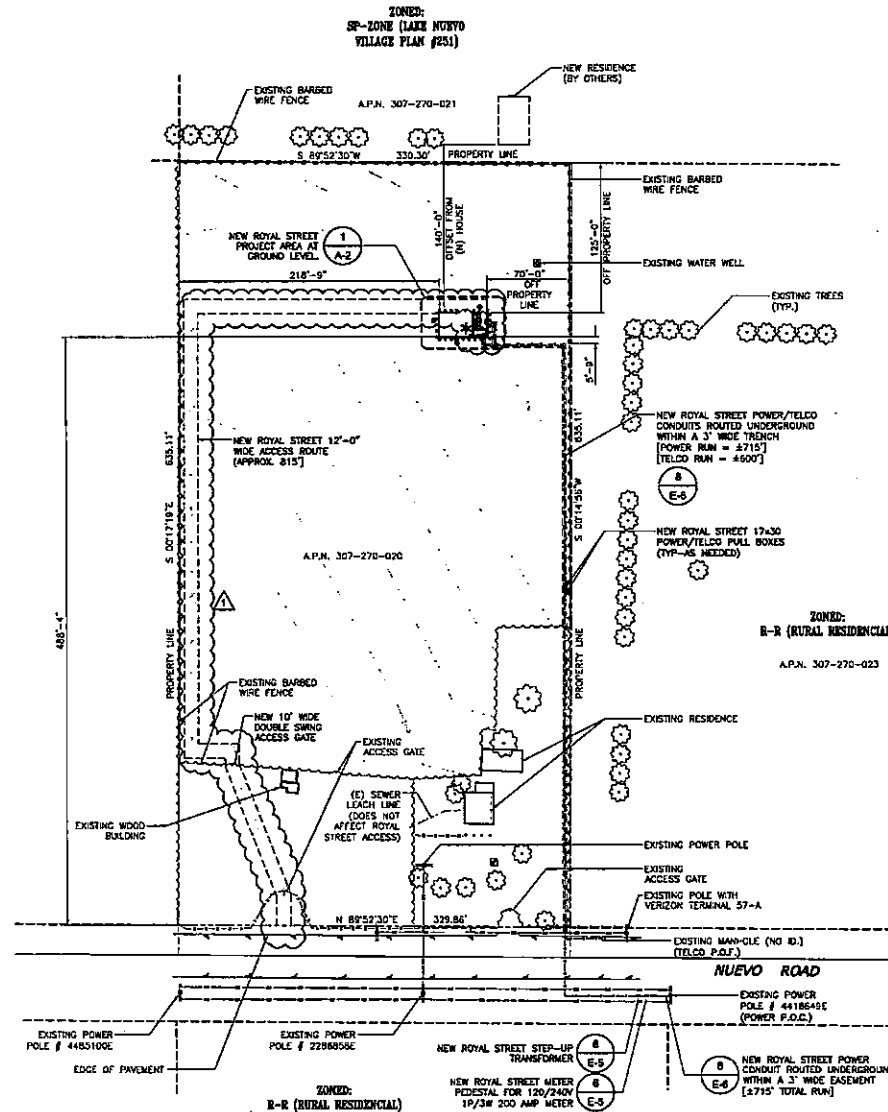 ZONED:
SP-ZONE (LAKE NUEVO
VILLAGE PLAN #251)
NEW RESIDENCE
(BY OTHERS)
EXISTING BARBED
WIRE FENCE
A.P.N. 307-270-021
S 89°52'30"W
330.30'
PROPERTY LINE
EXISTING BARBED
WIRE FENCE
140'-0"
OFFSET FROM
(N) HOUSE
125'-0"
OFF PROPERTY LINE
NEW ROYAL STREET
PROJECT AREA AT
GROUND LEVEL.
1
A-2
EXISTING WATER WELL
218'-9"
70'-0"
OFF
PROPERTY
LINE
EXISTING TREES
(TYP.)
5'-9"
NEW ROYAL STREET POWER/TELCO
CONDUITS ROUTED UNDERGROUND
WITHIN A 3' WIDE TRENCH
[POWER RUN = ±715']
[TELCO RUN = ±600']
8
E-6
NEW ROYAL STREET 12'-0"
WIDE ACCESS ROUTE
(APPROX. 815')
S 00°17'19"E
635.11'
S 00°14'56"W
635.11'
NEW ROYAL STREET 17x30
POWER/TELCO PULL BOXES
(TYP-AS NEEDED)
A.P.N. 307-270-020
1
488'-4"
ZONED:
R-R (RURAL RESIDENCIAL)
A.P.N. 307-270-023
PROPERTY LINE
PROPERTY LINE
EXISTING BARBED
WIRE FENCE
NEW 10' WIDE
DOUBLE SWING
ACCESS GATE
EXISTING
ACCESS GATE
EXISTING RESIDENCE
(E) SEWER
LEACH LINE
(DOES NOT
AFFECT ROYAL
STREET ACCESS)
EXISTING WOOD
BUILDING
EXISTING POWER POLE
EXISTING
ACCESS GATE
EXISTING POLE WITH
VERIZON TERMINAL 57-A
N 89°52'30"E
329.86'
EXISTING MANHOLE (NO ID.)
(TELCO P.O.F.)
NUEVO ROAD
EXISTING POWER
POLE # 4418649E
(POWER P.O.C.)
EXISTING POWER
POLE # 4485100E
EXISTING POWER
POLE # 2286858E
EDGE OF PAVEMENT
NEW ROYAL STREET STEP-UP
TRANSFORMER
8
E-5
NEW ROYAL STREET METER
PEDESTAL FOR 120/240V
1P/3W 200 AMP METER
6
E-5
8
E-6
NEW ROYAL STREET POWER
CONDUIT ROUTED UNDERGROUND
WITHIN A 3' WIDE EASEMENT
[±715' TOTAL RUN]
ZONED:
R-R (RURAL RESIDENCIAL)